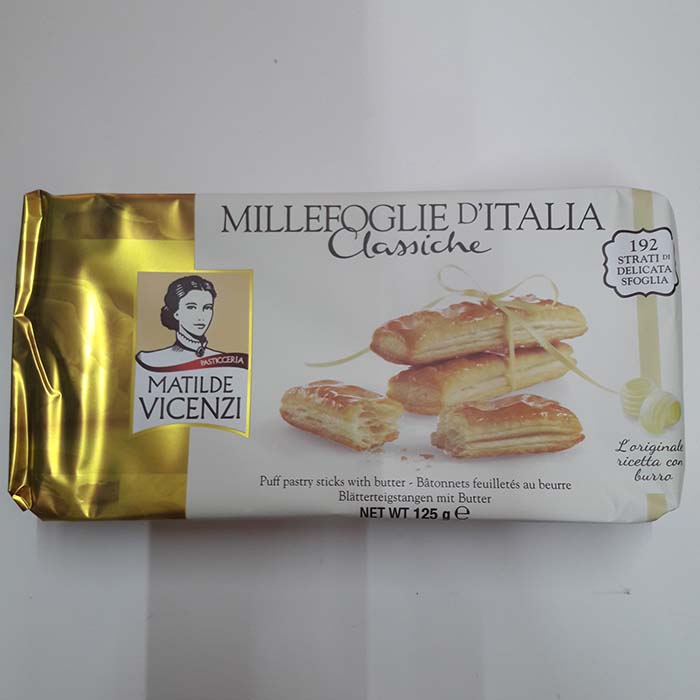 MILLEFOGLIE D'ITALIA
Classiche
192
STRATI DI
DELICATA
SFOGLIA
PASTICCERIA
MATILDE
VICENZI
L'originale
ricetta con
burro
Puff pastry sticks with butter - Bâtonnets feuilletés au beurre
Blätterteigstangen mit Butter
NET WT 125 g ℮